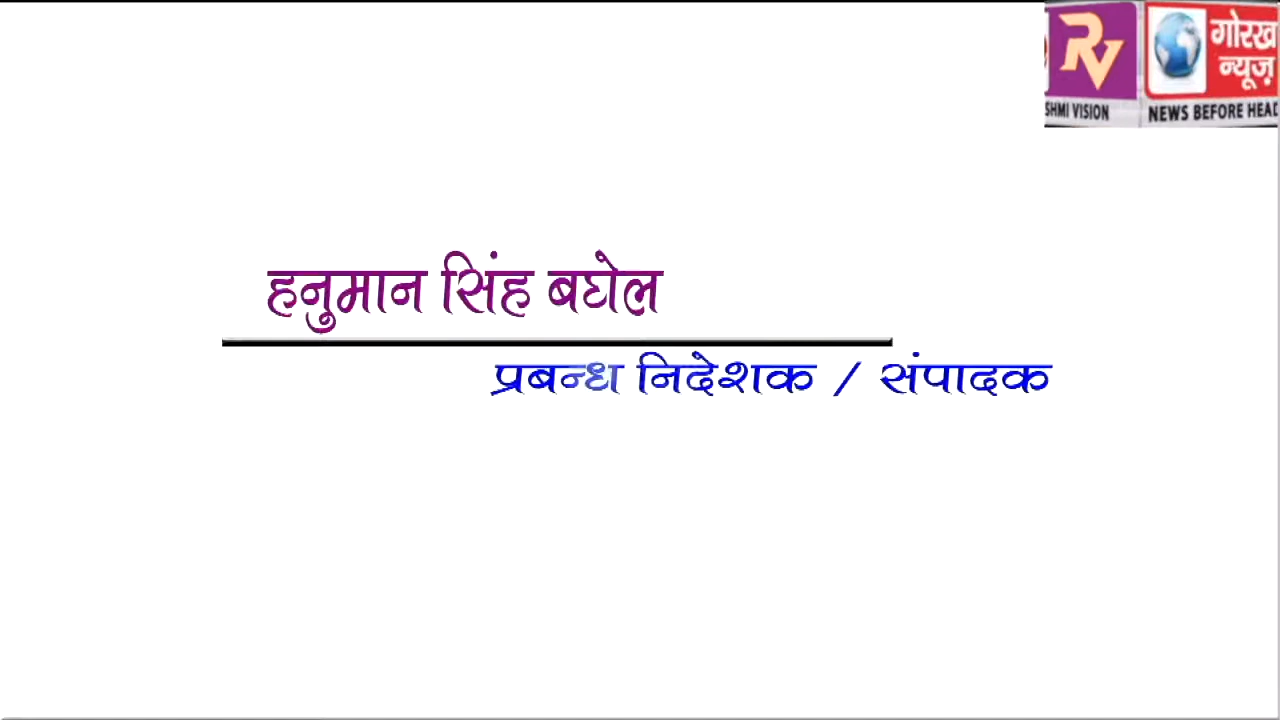 RV
गोरख
न्यूज़
SHMI VISION
NEWS BEFORE HEAD
हनुमान सिंह बघेल
प्रबन्ध निदेशक / संपादक